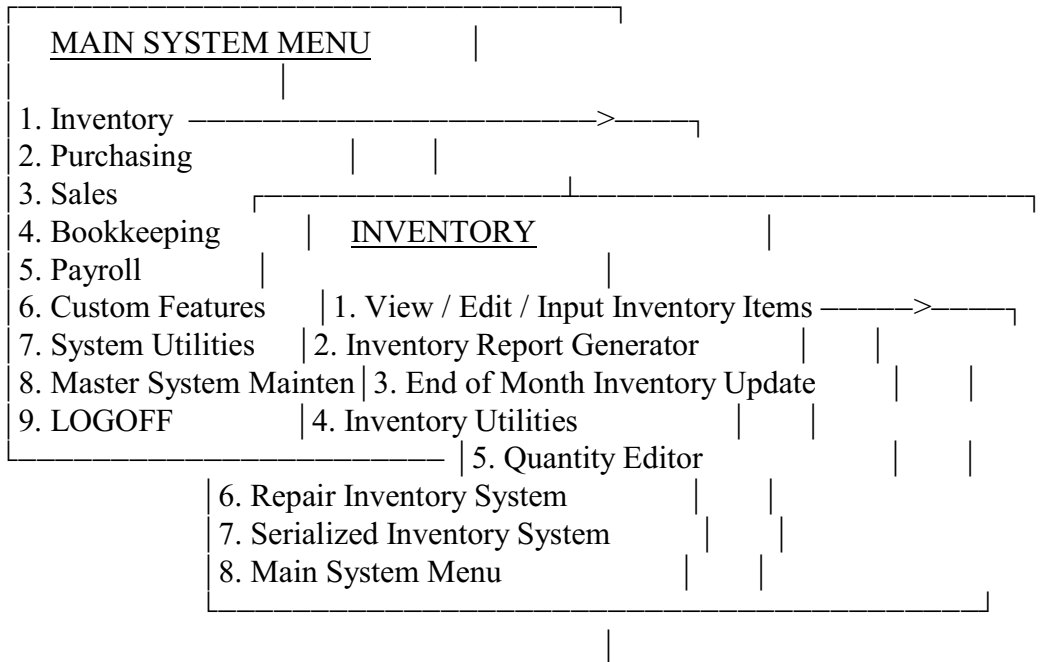 MAIN SYSTEM MENU
1. Inventory
2. Purchasing
3. Sales
4. Bookkeeping INVENTORY
5. Payroll
6. Custom Features 1. View / Edit / Input Inventory Items
7. System Utilities 2. Inventory Report Generator
8. Master System Mainten 3. End of Month Inventory Update
9. LOGOFF 4. Inventory Utilities
5. Quantity Editor
6. Repair Inventory System
7. Serialized Inventory System
8. Main System Menu